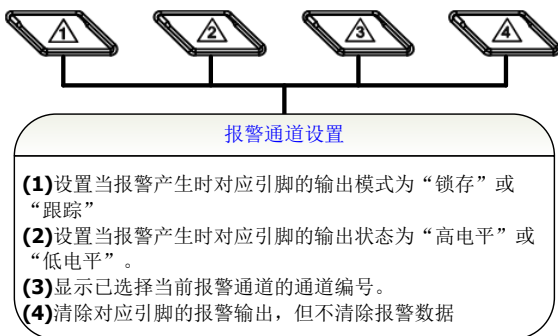 1 2 3 4
报警通道设置
(1)设置当报警产生时对应引脚的输出模式为“锁存”或
“跟踪”
(2)设置当报警产生时对应引脚的输出状态为“高电平”或
“低电平”。
(3)显示已选择当前报警通道的通道编号。
(4)清除对应引脚的报警输出，但不清除报警数据